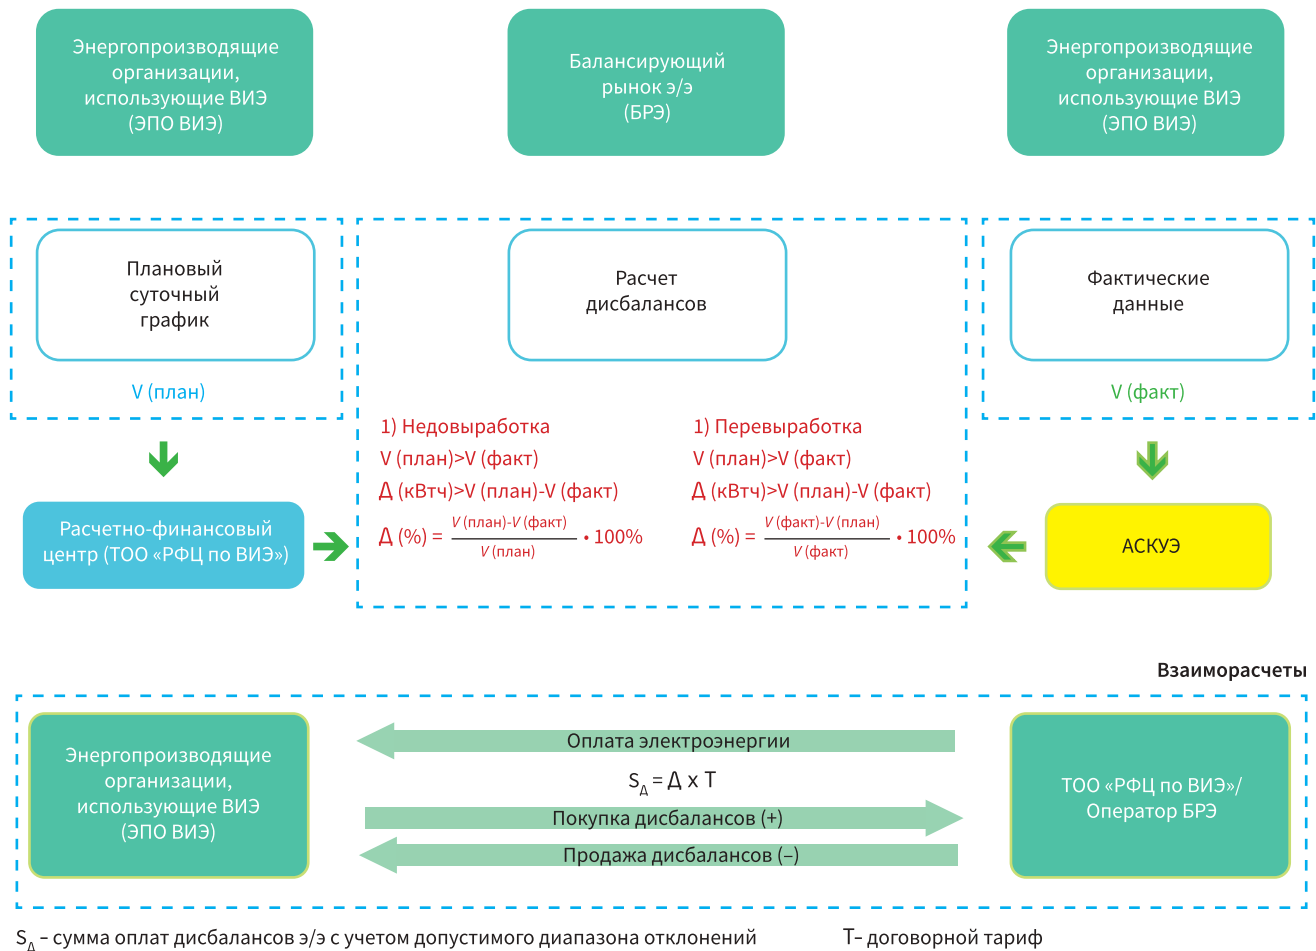 Энергопроизводящие
организации,
использующие ВИЭ
(ЭПО ВИЭ)
Балансирующий
рынок э/э
(БРЭ)
Энергопроизводящие
организации,
использующие ВИЭ
(ЭПО ВИЭ)
Плановый
суточный
график
V (план)
Расчет
дисбалансов
Фактические
данные
V (факт)
1) Недовыработка
V (план)>V (факт)
Д (кВтч)>V (план)-V (факт)
Д (%) = V (план)-V (факт) / V (план) • 100%
1) Перевыработка
V (план)>V (факт)
Д (кВтч)>V (план)-V (факт)
Д (%) = V (факт)-V (план) / V (факт) • 100%
Расчетно-финансовый
центр (ТОО «РФЦ по ВИЭ»)
АСКУЭ
Взаиморасчеты
Энергопроизводящие
организации,
использующие ВИЭ
(ЭПО ВИЭ)
Оплата электроэнергии
S_Д = Д x T
Покупка дисбалансов (+)
Продажа дисбалансов (–)
ТОО «РФЦ по ВИЭ»/
Оператор БРЭ
S_Д – сумма оплат дисбалансов э/э с учетом допустимого диапазона отклонений
T– договорной тариф